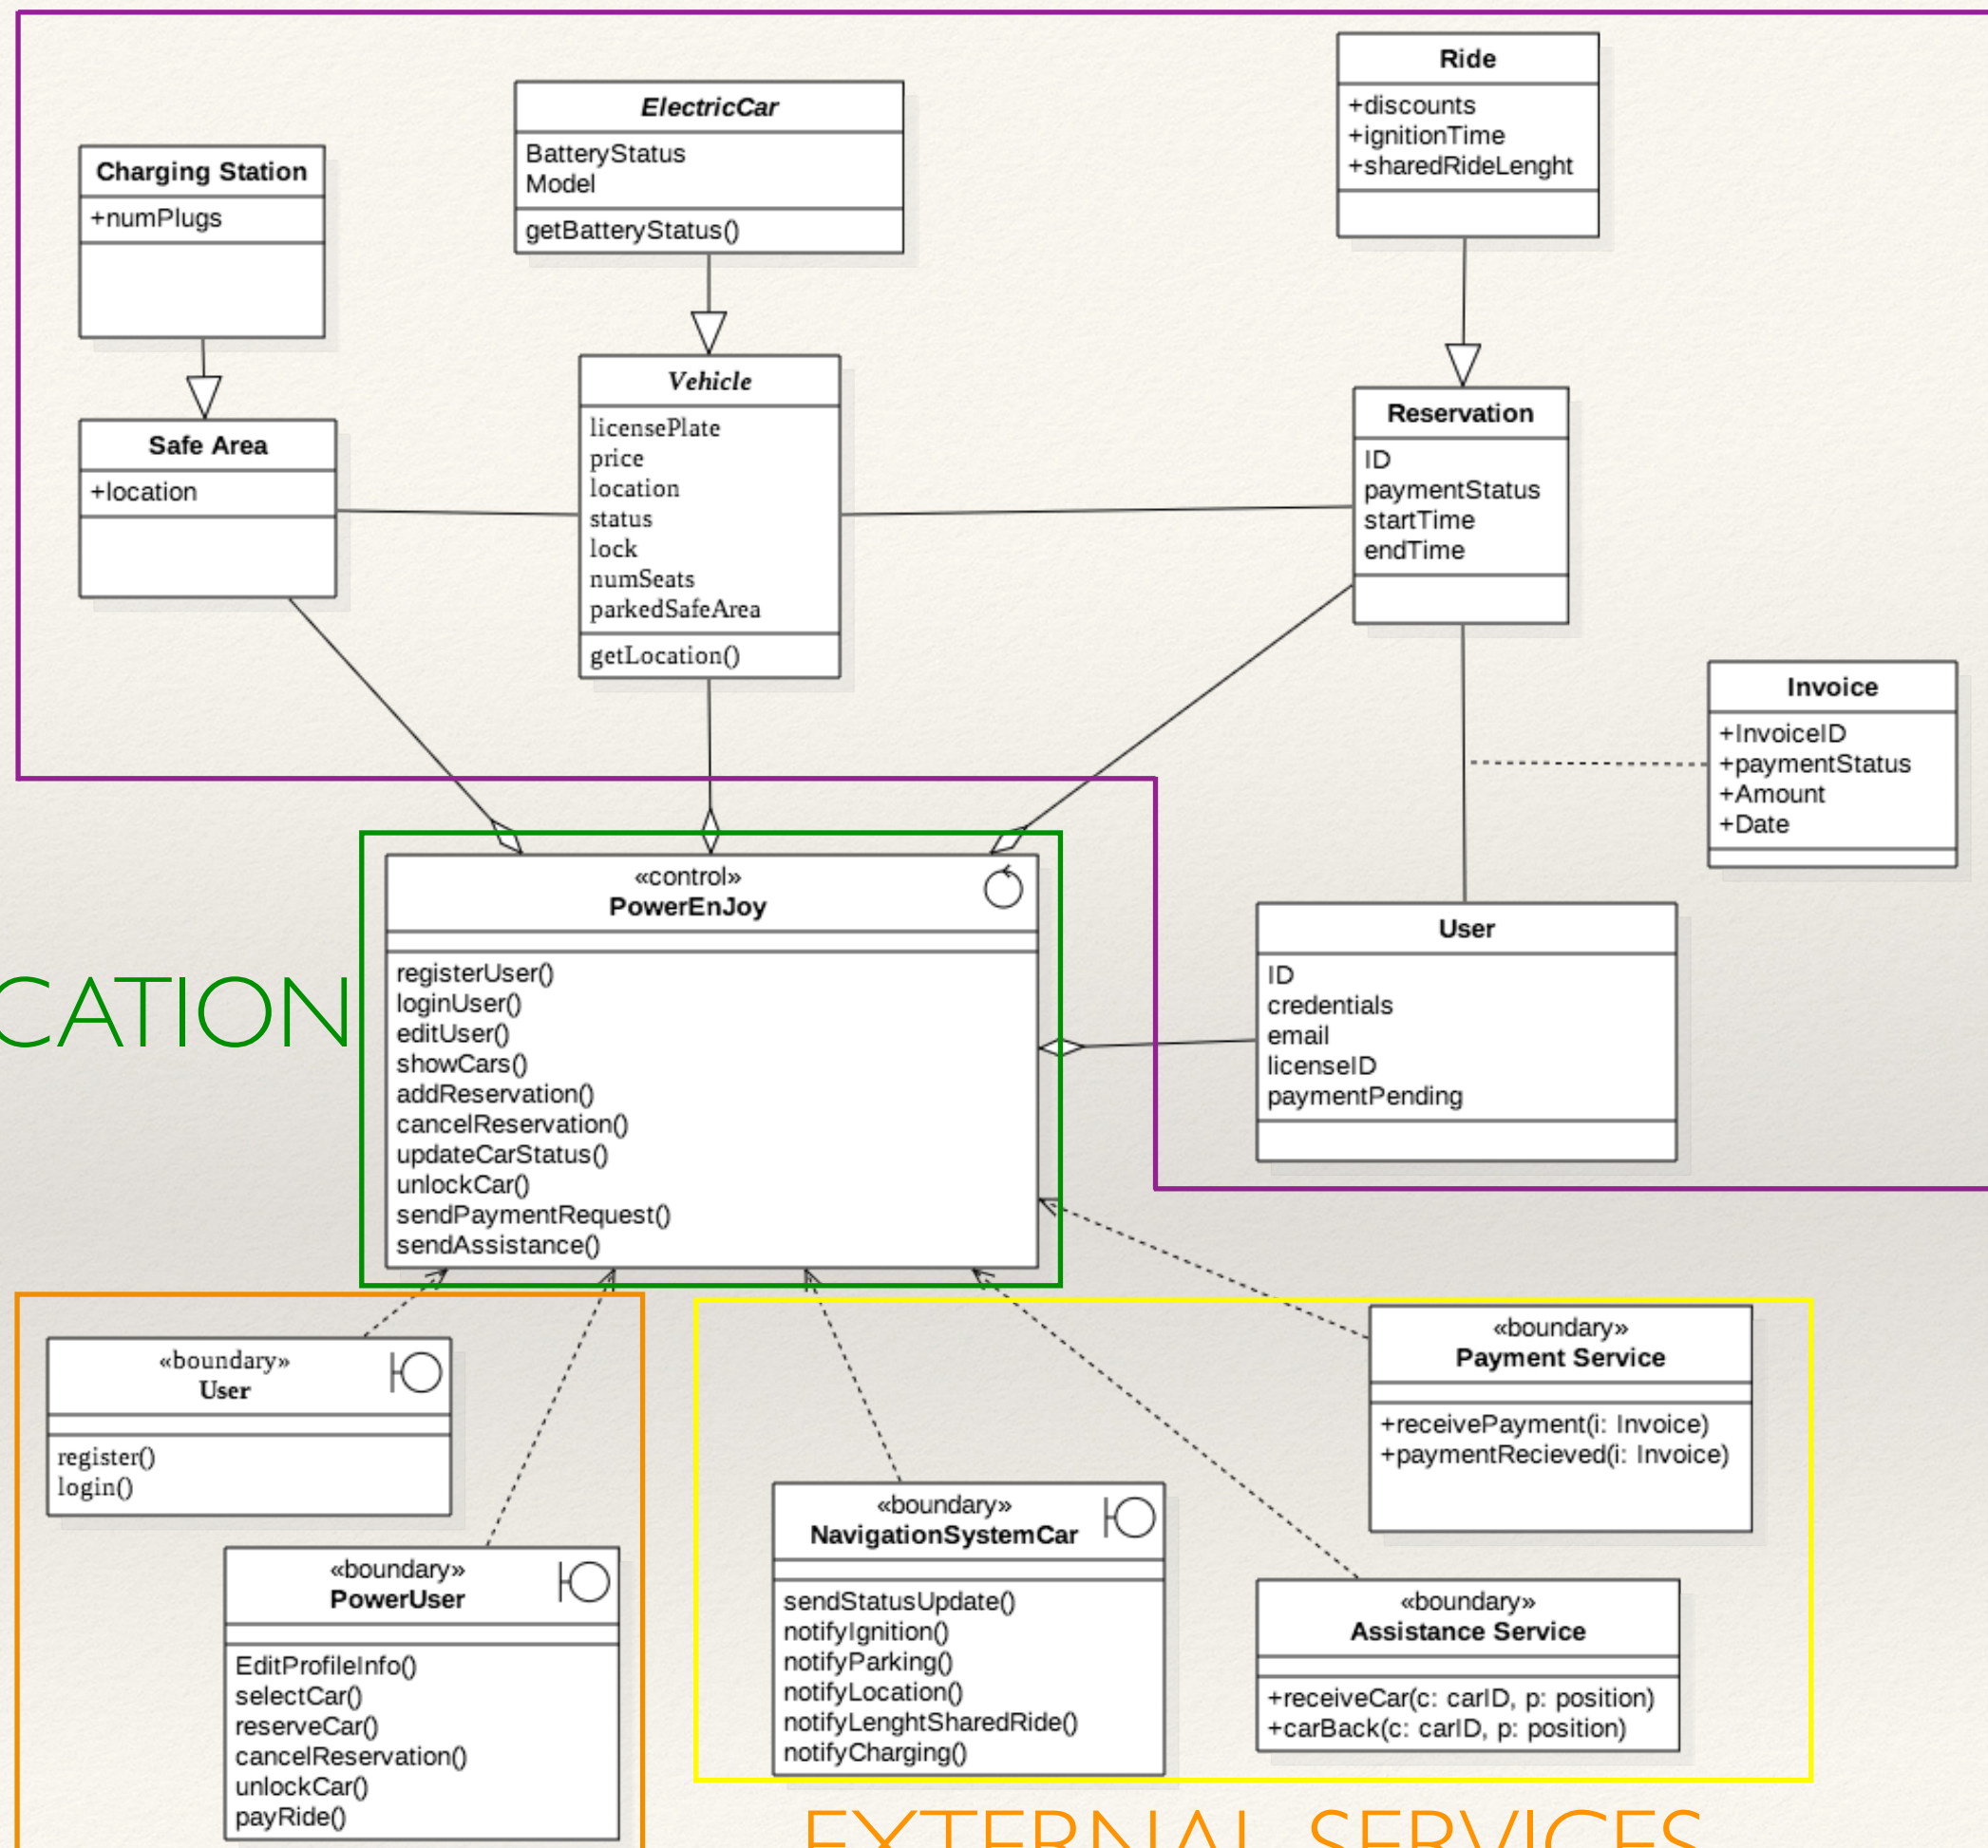 Ride
+discounts
+ignitionTime
+sharedRideLenght
ElectricCar
BatteryStatus
Model
getBatteryStatus()
Charging Station
+numPlugs
Vehicle
licensePlate
price
location
status
lock
numSeats
parkedSafeArea
getLocation()
Reservation
ID
paymentStatus
startTime
endTime
Safe Area
+location
Invoice
+InvoiceID
+paymentStatus
+Amount
+Date
«control»
PowerEnJoy
registerUser()
loginUser()
editUser()
showCars()
addReservation()
cancelReservation()
updateCarStatus()
unlockCar()
sendPaymentRequest()
sendAssistance()
User
ID
credentials
email
licenseID
paymentPending
CATION
«boundary»
User
register()
login()
«boundary»
PowerUser
EditProfileInfo()
selectCar()
reserveCar()
cancelReservation()
unlockCar()
payRide()
«boundary»
NavigationSystemCar
sendStatusUpdate()
notifyIgnition()
notifyParking()
notifyLocation()
notifyLenghtSharedRide()
notifyCharging()
«boundary»
Payment Service
+receivePayment(i: Invoice)
+paymentRecieved(i: Invoice)
«boundary»
Assistance Service
+receiveCar(c: carID, p: position)
+carBack(c: carID, p: position)
EXTERNAL SERVICES